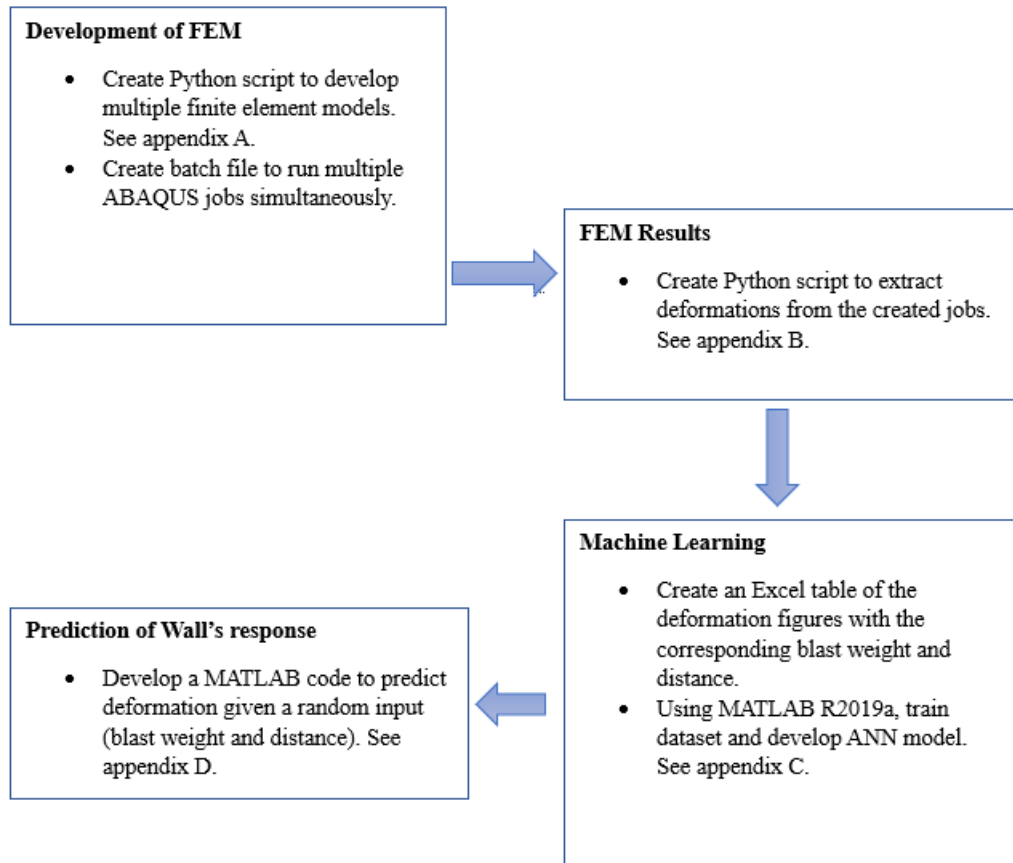 Development of FEM
• Create Python script to develop
multiple finite element models.
See appendix A.
• Create batch file to run multiple
ABAQUS jobs simultaneously.
FEM Results
• Create Python script to extract
deformations from the created jobs.
See appendix B.
Machine Learning
• Create an Excel table of the
deformation figures with the
corresponding blast weight and
distance.
• Using MATLAB R2019a, train
dataset and develop ANN model.
See appendix C.
Prediction of Wall’s response
• Develop a MATLAB code to predict
deformation given a random input
(blast weight and distance). See
appendix D.